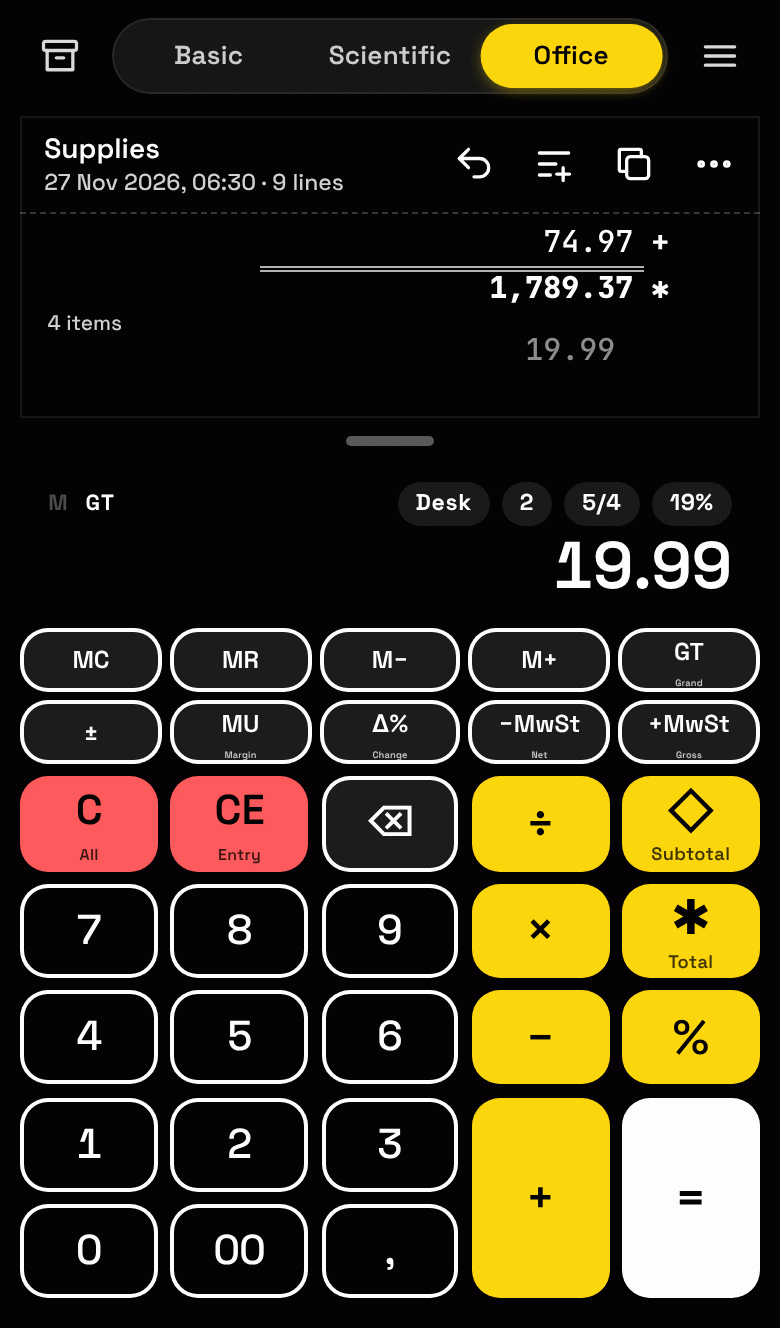 Basic Scientific Office
Supplies
27 Nov 2026, 06:30 · 9 lines
74.97 +
1,789.37 ∗
4 items
19.99
M GT Desk 2 5/4 19%
19.99
MC MR M− M+ GT
Grand
± MU Δ% −MwSt +MwSt
Margin Change Net Gross
C CE ÷ ◇
All Entry Subtotal
7 8 9 × ∗
Total
4 5 6 − %
1 2 3 + =
0 00 ,